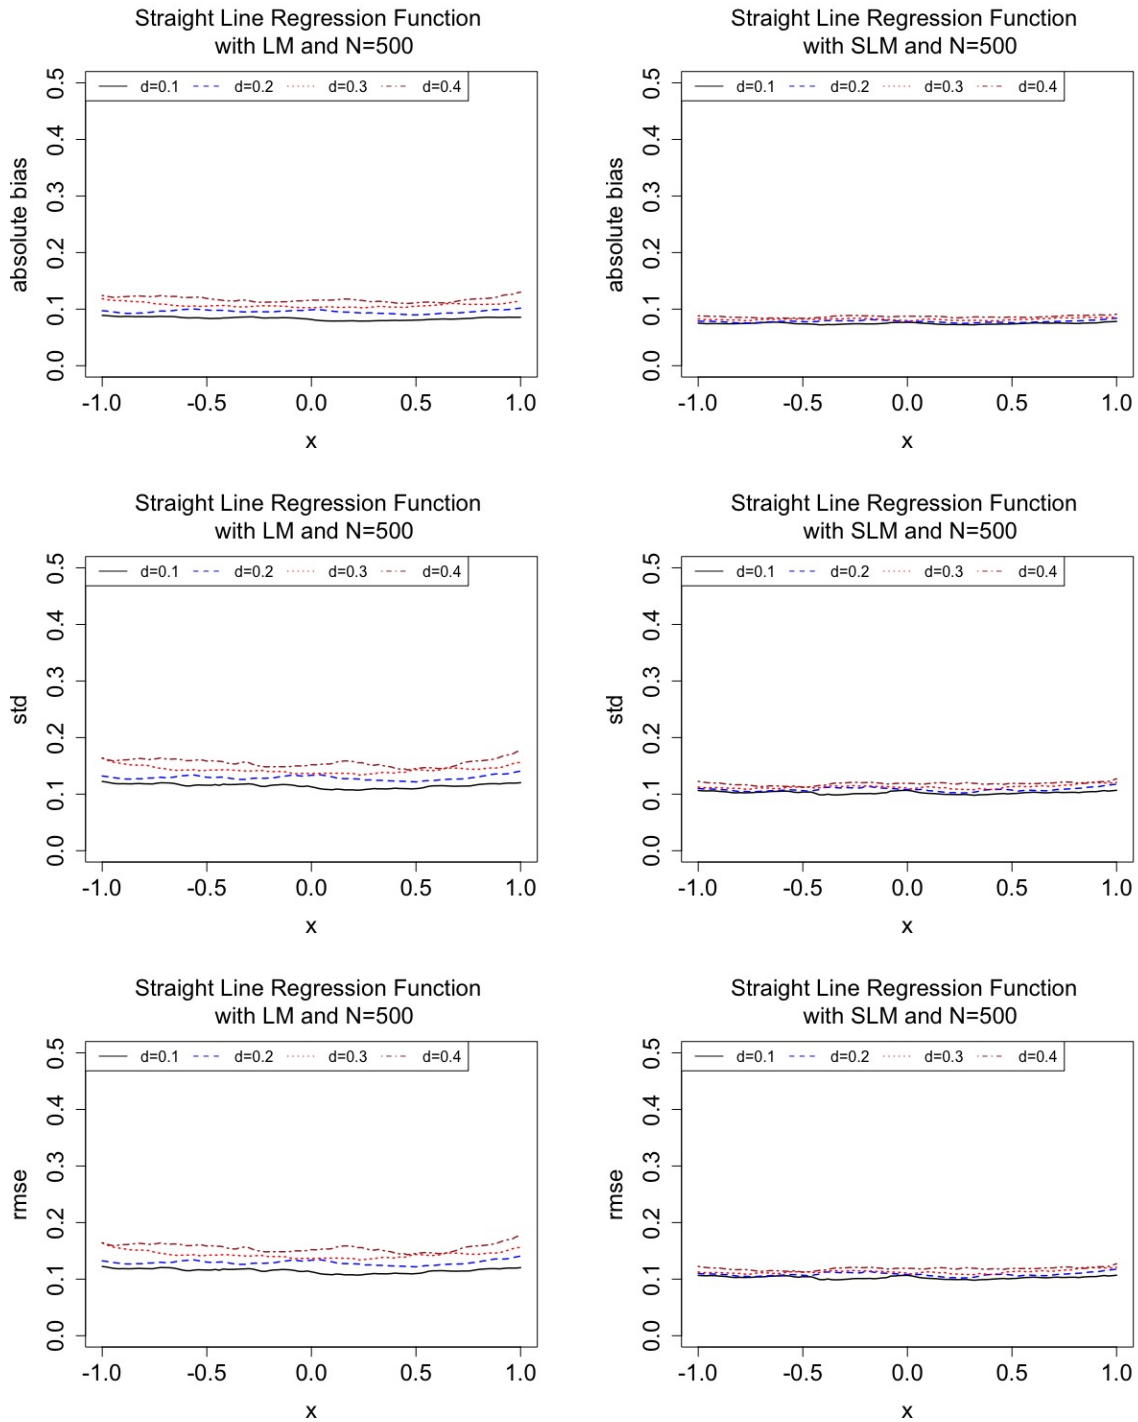 Straight Line Regression Function
with LM and N=500
d=0.1 d=0.2 d=0.3 d=0.4
absolute bias
0.0 0.1 0.2 0.3 0.4 0.5
-1.0 -0.5 0.0 0.5 1.0
x
Straight Line Regression Function
with SLM and N=500
d=0.1 d=0.2 d=0.3 d=0.4
absolute bias
0.0 0.1 0.2 0.3 0.4 0.5
-1.0 -0.5 0.0 0.5 1.0
x
Straight Line Regression Function
with LM and N=500
d=0.1 d=0.2 d=0.3 d=0.4
std
0.0 0.1 0.2 0.3 0.4 0.5
-1.0 -0.5 0.0 0.5 1.0
x
Straight Line Regression Function
with SLM and N=500
d=0.1 d=0.2 d=0.3 d=0.4
std
0.0 0.1 0.2 0.3 0.4 0.5
-1.0 -0.5 0.0 0.5 1.0
x
Straight Line Regression Function
with LM and N=500
d=0.1 d=0.2 d=0.3 d=0.4
rmse
0.0 0.1 0.2 0.3 0.4 0.5
-1.0 -0.5 0.0 0.5 1.0
x
Straight Line Regression Function
with SLM and N=500
d=0.1 d=0.2 d=0.3 d=0.4
rmse
0.0 0.1 0.2 0.3 0.4 0.5
-1.0 -0.5 0.0 0.5 1.0
x